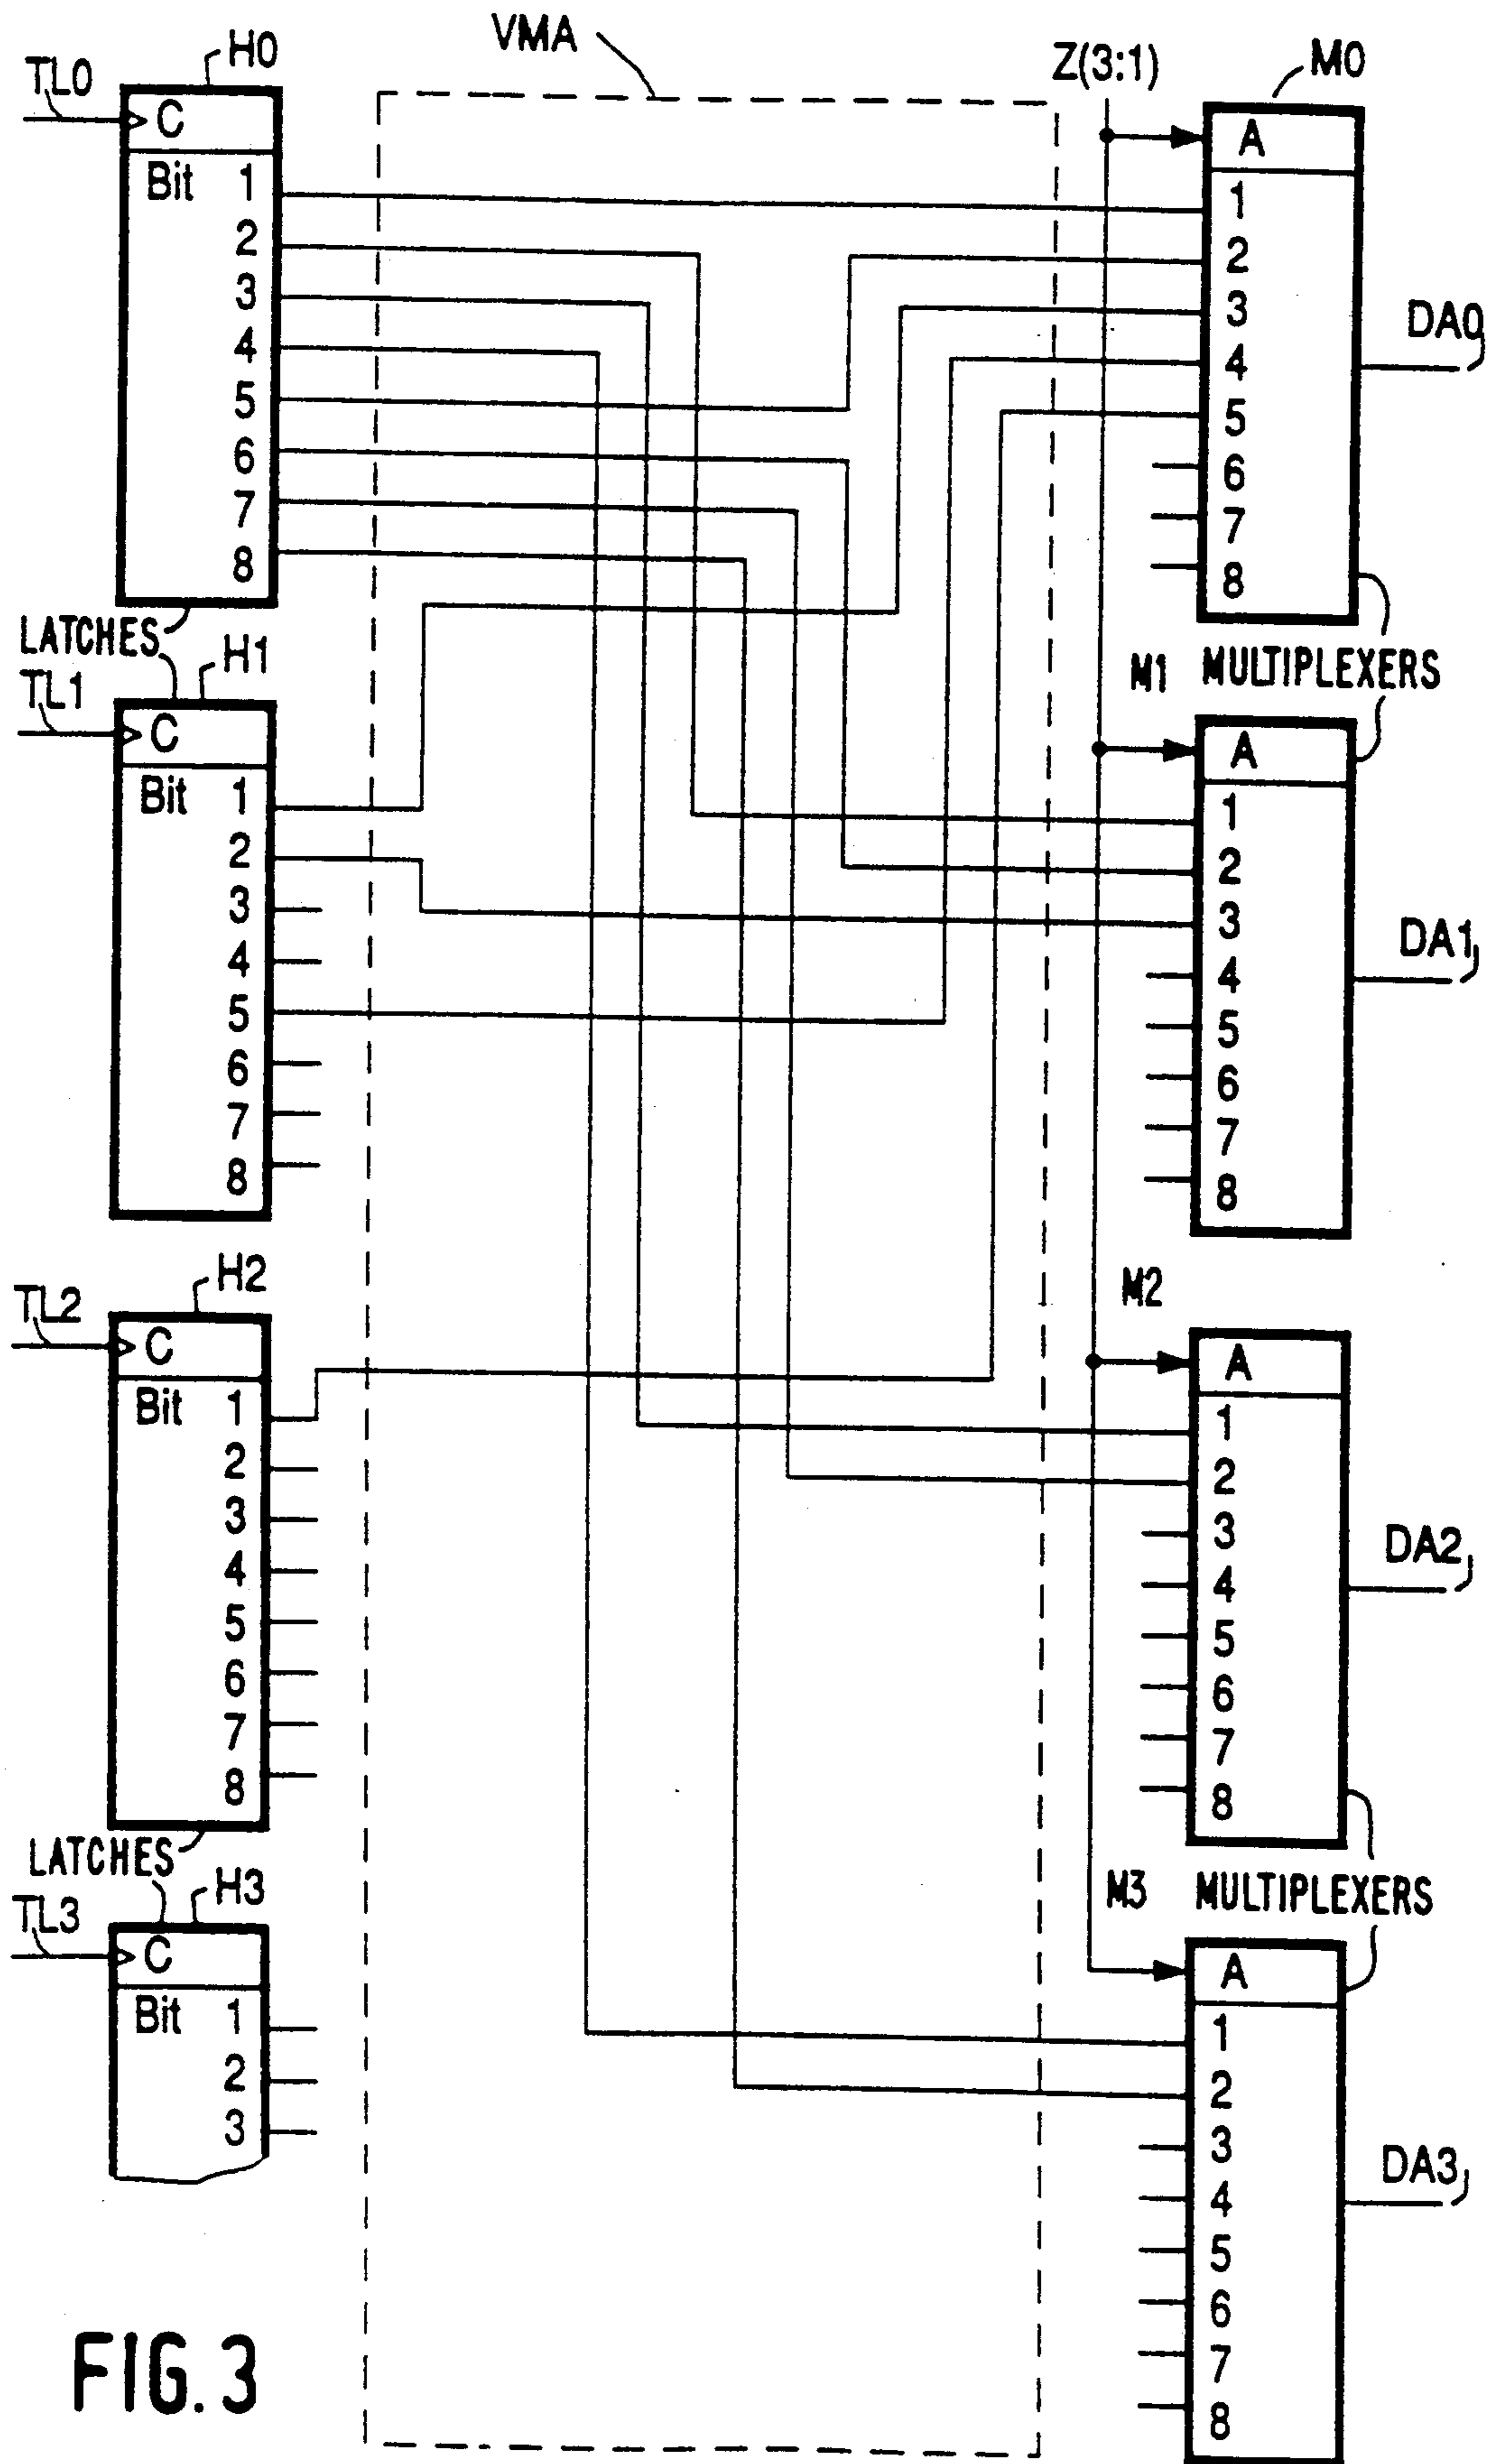 VMA
H0
Z(3:1)
M0
TL0
C
A
Bit 1
2
3
4
5
6
7
8
1
2
3
4
5
6
7
8
DA0
LATCHES
H1
TL1
C
Bit 1
2
3
4
5
6
7
8
M1 MULTIPLEXERS
A
1
2
3
4
5
6
7
8
DA1
H2
TL2
C
Bit 1
2
3
4
5
6
7
8
M2
A
1
2
3
4
5
6
7
8
DA2
LATCHES
H3
TL3
C
Bit 1
2
3
M3 MULTIPLEXERS
A
1
2
3
4
5
6
7
8
DA3
FIG. 3